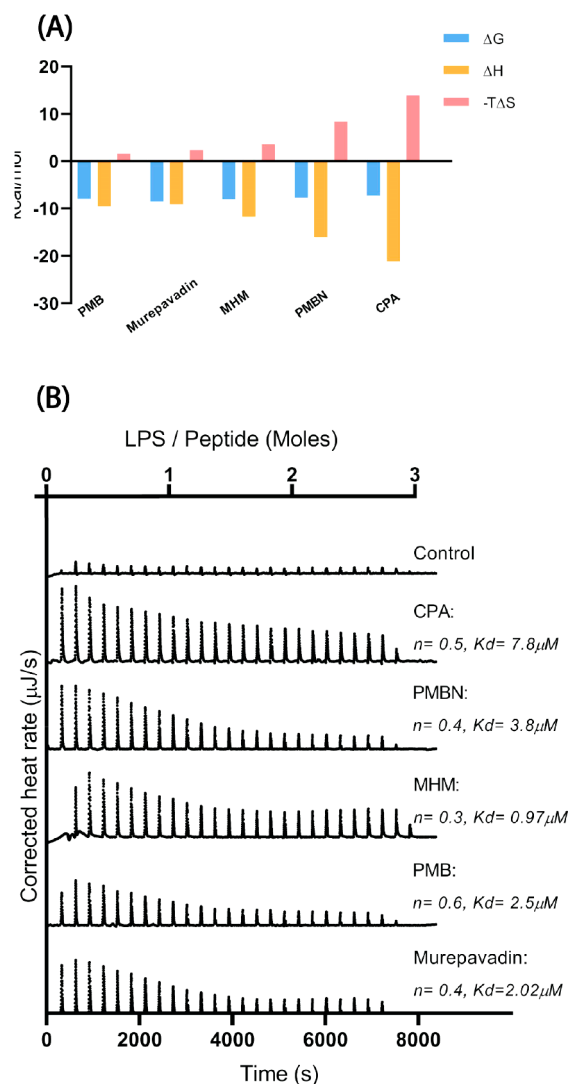 (A)
ΔG
ΔH
-TΔS
20
10
0
-10
-20
-30
kcal/mol
PMB
Murepavadin
MHM
PMBN
CPA
(B)
LPS / Peptide (Moles)
0 1 2 3
Corrected heat rate (μJ/s)
Control
CPA:
n= 0.5, Kd= 7.8μM
PMBN:
n= 0.4, Kd= 3.8μM
MHM:
n= 0.3, Kd= 0.97μM
PMB:
n= 0.6, Kd= 2.5μM
Murepavadin:
n= 0.4, Kd=2.02μM
0 2000 4000 6000 8000
Time (s)